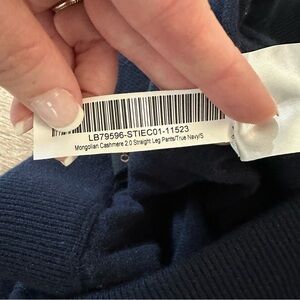 LB79596-STIEC01-11523
Mongolian Cashmere 2.0 Straight Leg Pants/True Navy/S